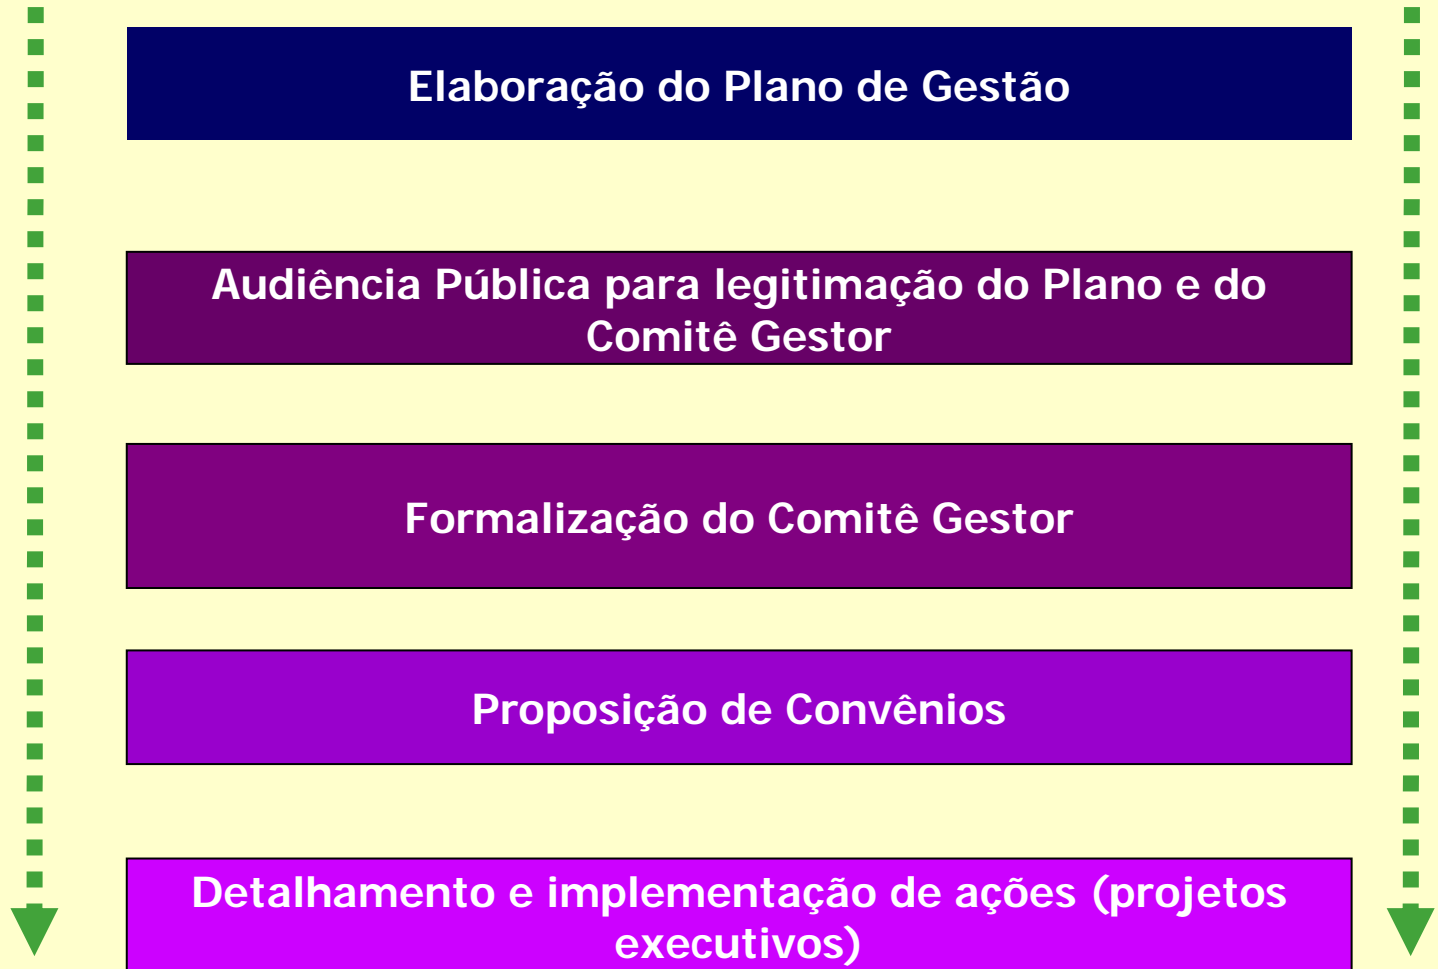 Elaboração do Plano de Gestão
Audiência Pública para legitimação do Plano e do
Comitê Gestor
Formalização do Comitê Gestor
Proposição de Convênios
Detalhamento e implementação de ações (projetos
executivos)